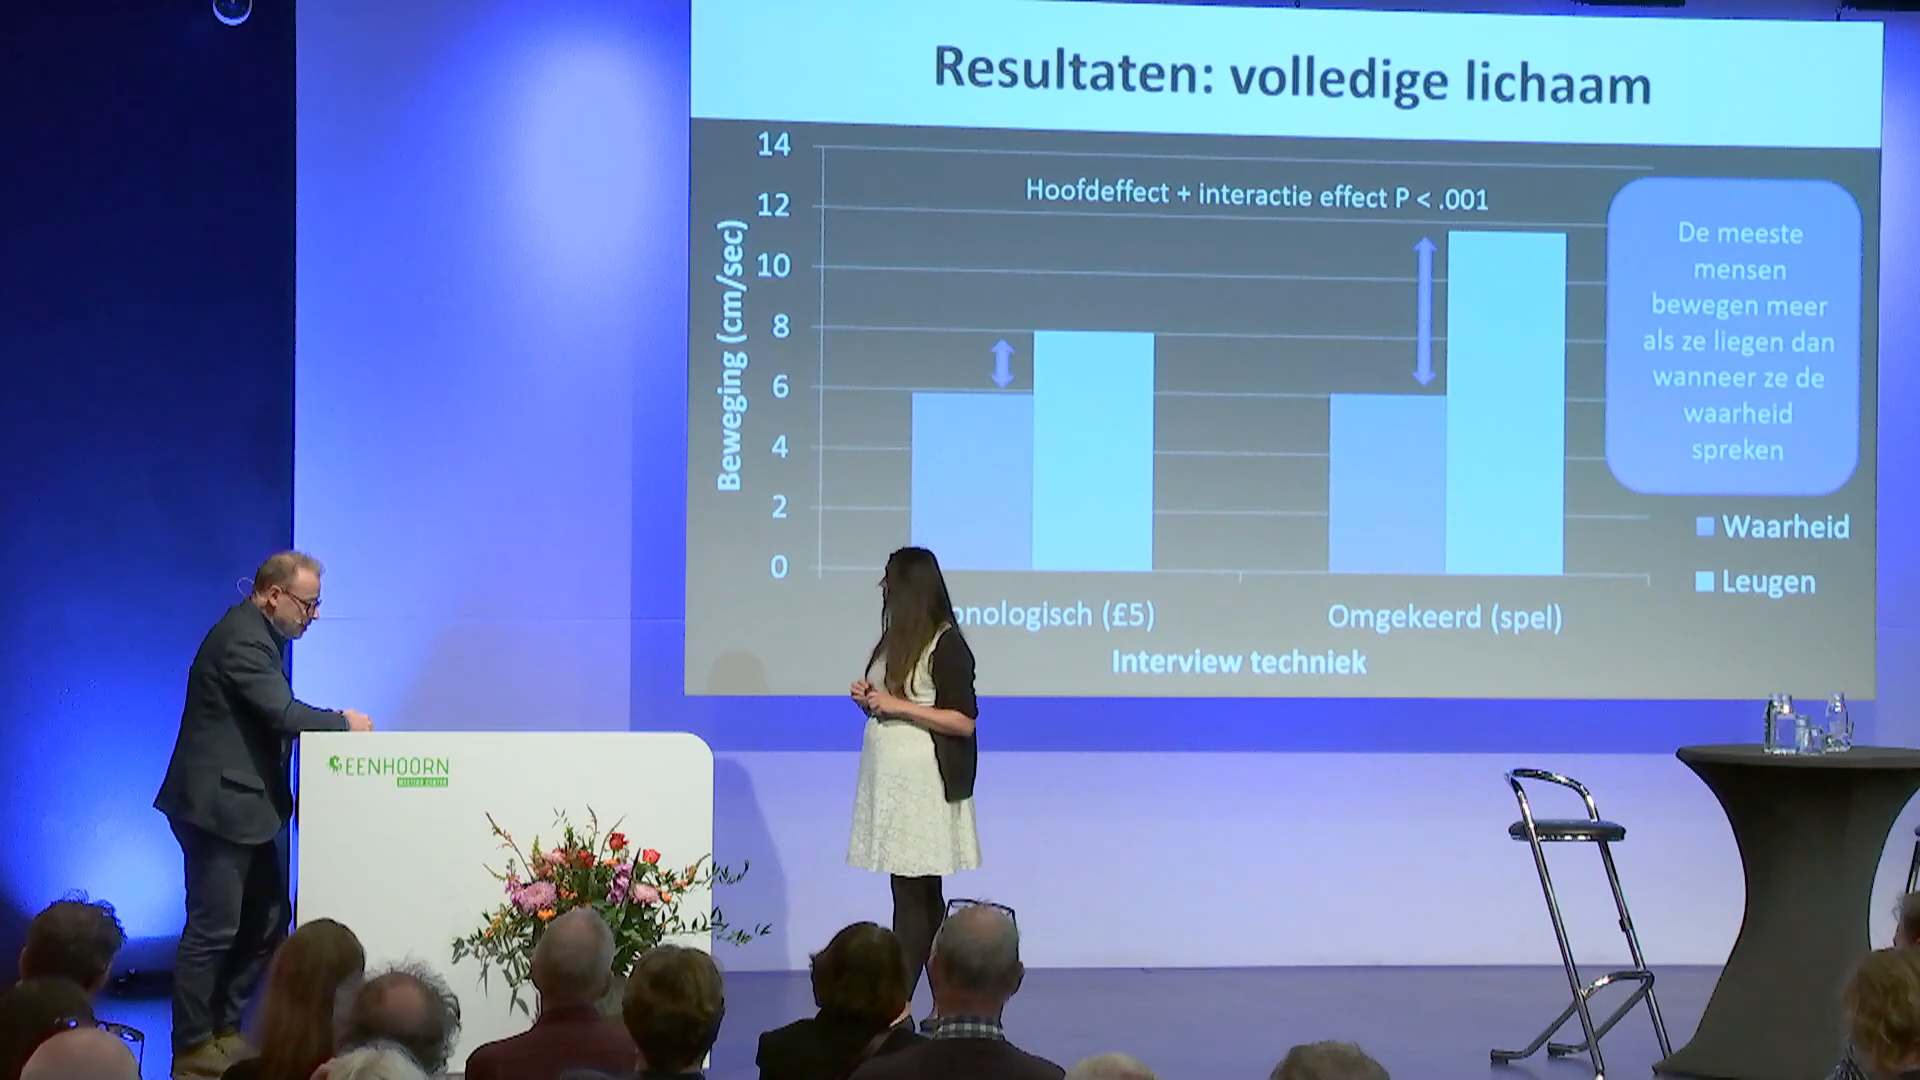 Resultaten: volledige lichaam
14
12
10
8
6
4
2
0
Beweging (cm/sec)
Hoofdeffect + interactie effect P < .001
De meeste
mensen
bewegen meer
als ze liegen dan
wanneer ze de
waarheid
spreken
Waarheid
Leugen
onologisch (£5)
Omgekeerd (spel)
Interview techniek
EENHOORN
MEETING CENTER